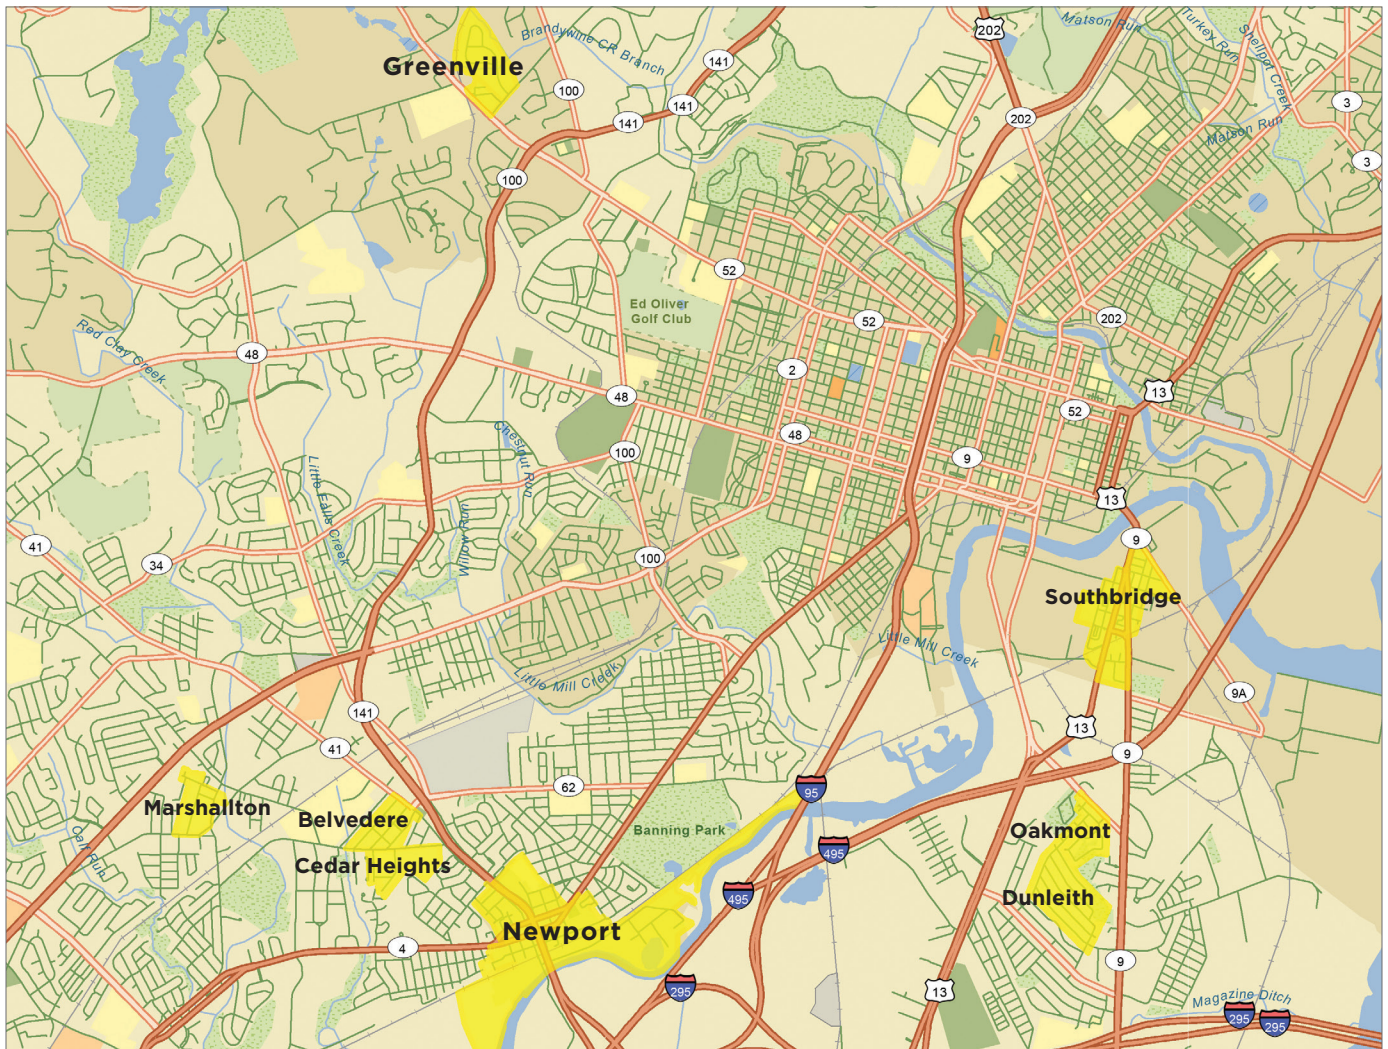 202
Matson Run
Turkey Run
Shellpot Creek
Brandywine CR Branch
141
Greenville
100
141
141
3
202
Matson Run
3
100
52
Ed Oliver
Golf Club
52
202
Red Clay Creek
48
2
13
48
52
48
Chestnut Run
100
9
Little Falls Creek
13
Willow Run
41
9
34
100
Southbridge
Little Mill Creek
Little Mill Creek
9A
141
13
41
9
62
95
Marshallton
Belvedere
Banning Park
Oakmont
Calf Run
495
Cedar Heights
495
Dunleith
Newport
4
9
295
13
Magazine Ditch
295
295